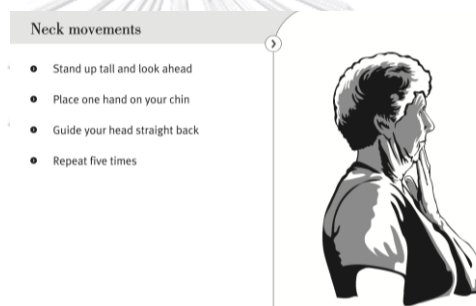 Neck movements
Stand up tall and look ahead
Place one hand on your chin
Guide your head straight back
Repeat five times